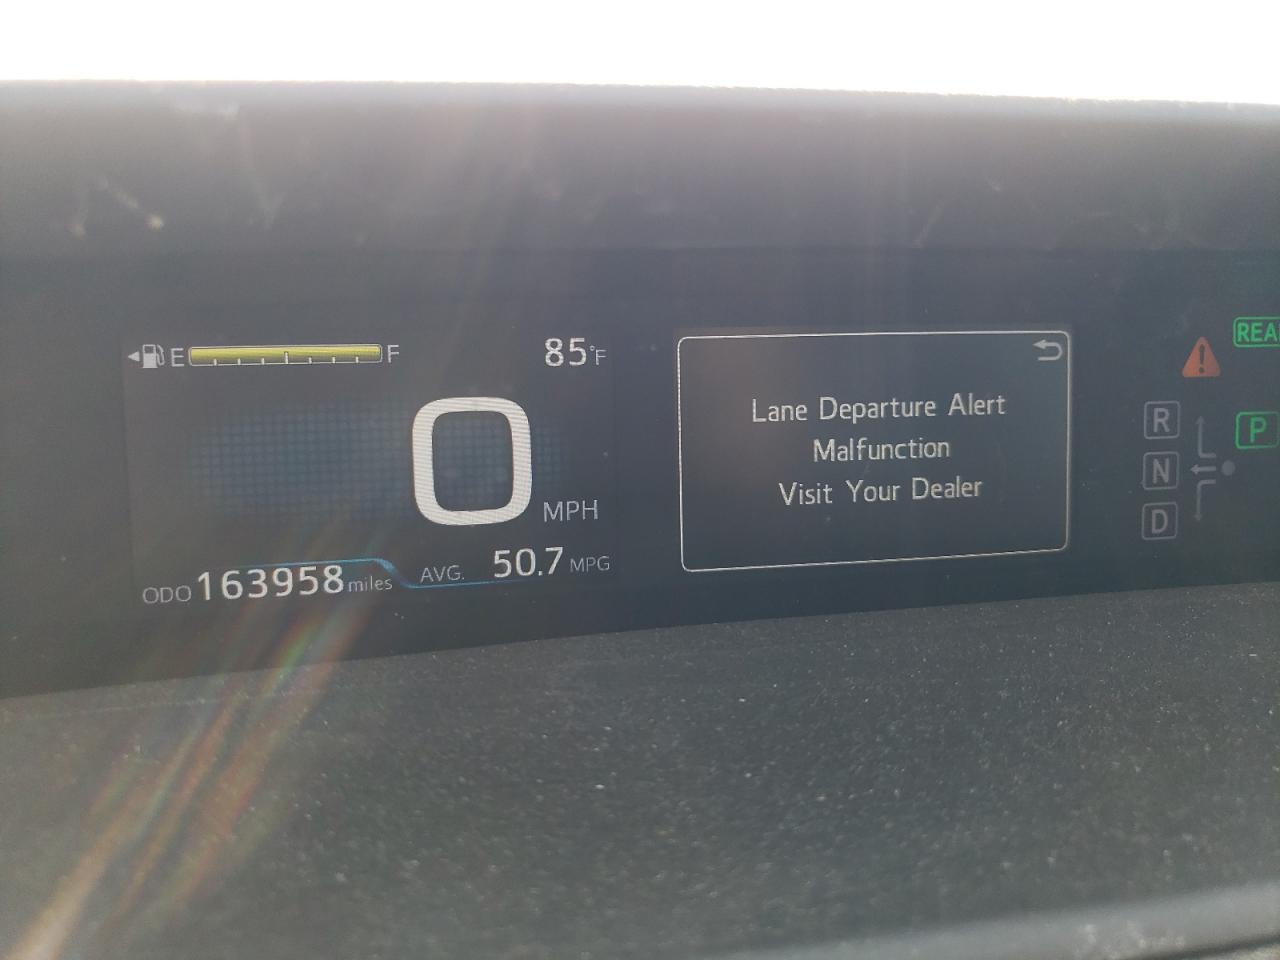 E F
85°F
0 MPH
ODO 163958 miles
AVG. 50.7 MPG
Lane Departure Alert
Malfunction
Visit Your Dealer
R
N
D
P